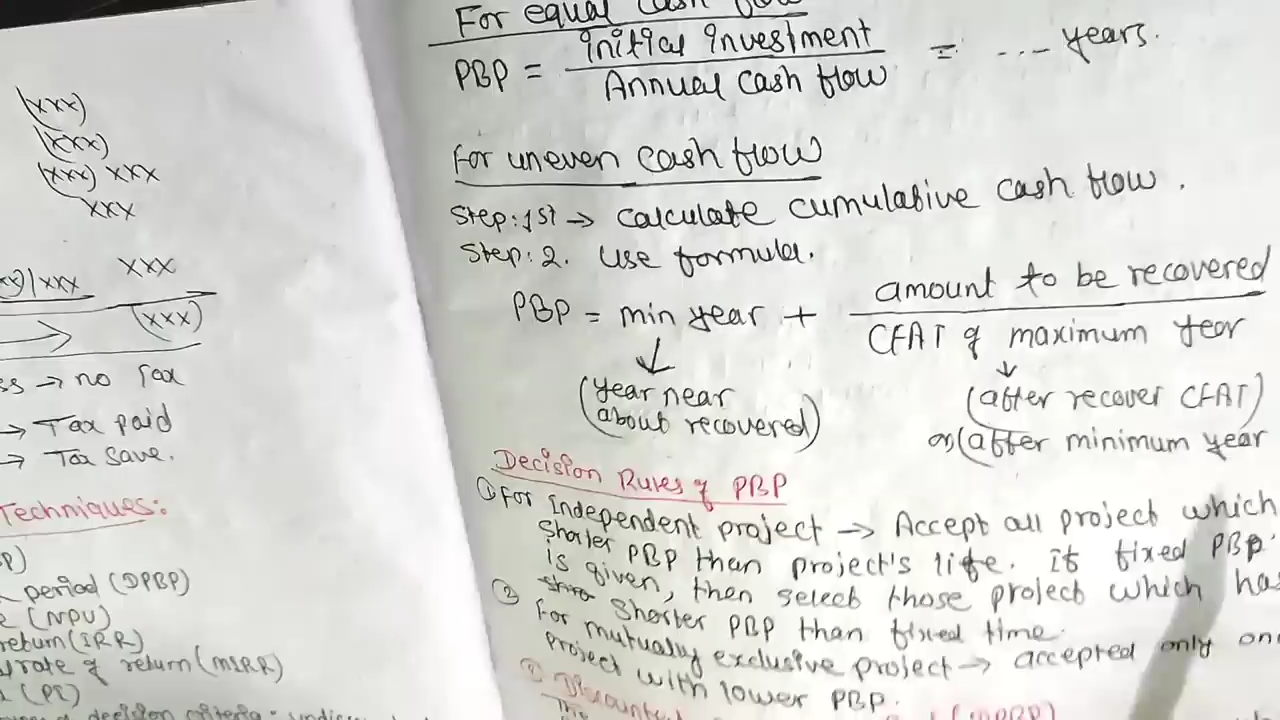 (xxx)
(xxx)
(xxx) xxx
xxx
xxx
xxx
(xxx)
→ no Tax
→ Tax paid
→ Tax save.
Techniques:
period (DPBP)
(NPV)
return (IRR)
rate of return (MIRR)
(PI)
decision criteria:
For equal cash flow
PBP = initial investment / Annual cash flow = .... years.
For uneven cash flow
Step:1st → calculate cumulative cash flow.
Step: 2. Use formula.
PBP = min year + amount to be recovered / CFAT of maximum year
(year near about recovered)
(after recover CFAT)
or (after minimum year
Decision Rules of PBP
① For Independent project → Accept all project which
shorter PBP than project's life. If fixed PBP
is given, then select those project which has
shorter PBP than fixed time.
② For mutually exclusive project → accepted only
project with lower PBP.